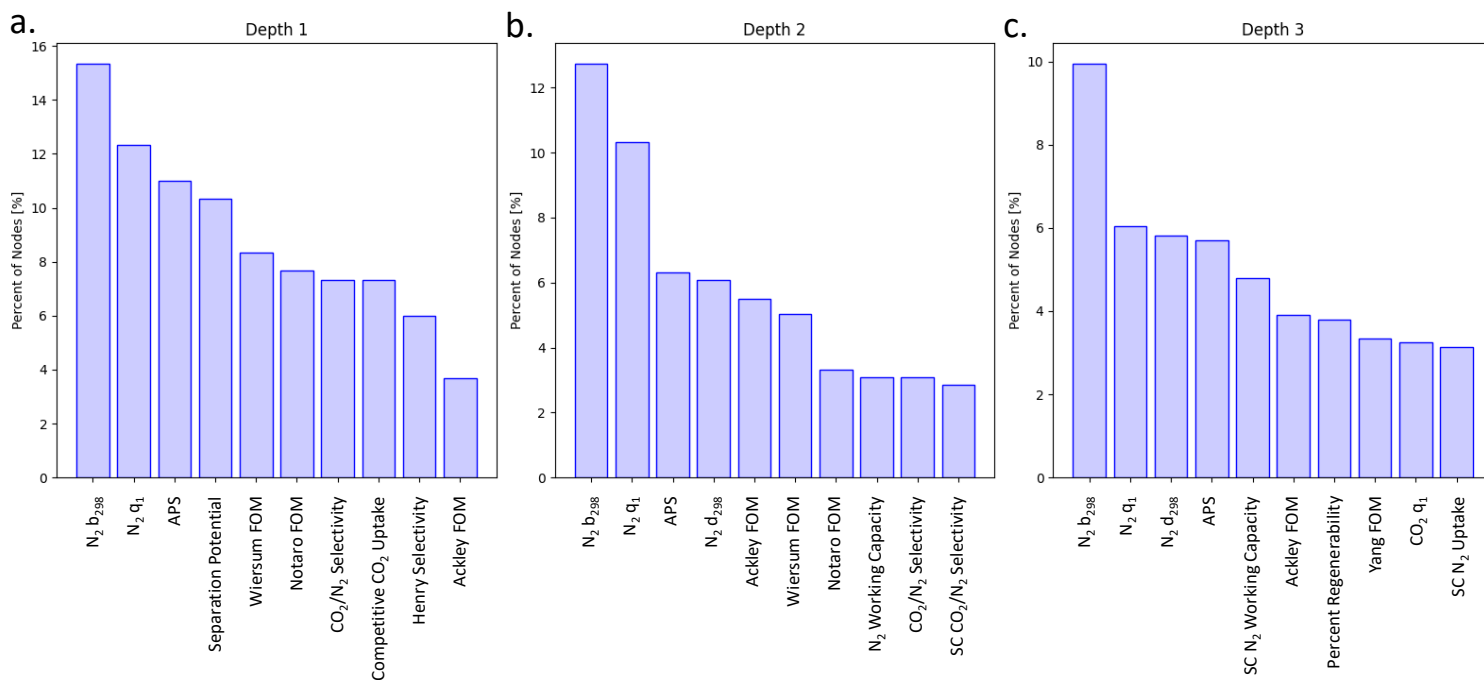 a.
Depth 1
Percent of Nodes [%]
16
14
12
10
8
6
4
2
0
N₂ b₂₉₈
N₂ q₁
APS
Separation Potential
Wiersum FOM
Notaro FOM
CO₂/N₂ Selectivity
Competitive CO₂ Uptake
Henry Selectivity
Ackley FOM
b.
Depth 2
Percent of Nodes [%]
12
10
8
6
4
2
0
N₂ b₂₉₈
N₂ q₁
APS
N₂ d₂₉₈
Ackley FOM
Wiersum FOM
Notaro FOM
N₂ Working Capacity
CO₂/N₂ Selectivity
SC CO₂/N₂ Selectivity
c.
Depth 3
Percent of Nodes [%]
10
8
6
4
2
0
N₂ b₂₉₈
N₂ q₁
N₂ d₂₉₈
APS
SC N₂ Working Capacity
Ackley FOM
Percent Regenerability
Yang FOM
CO₂ q₁
SC N₂ Uptake